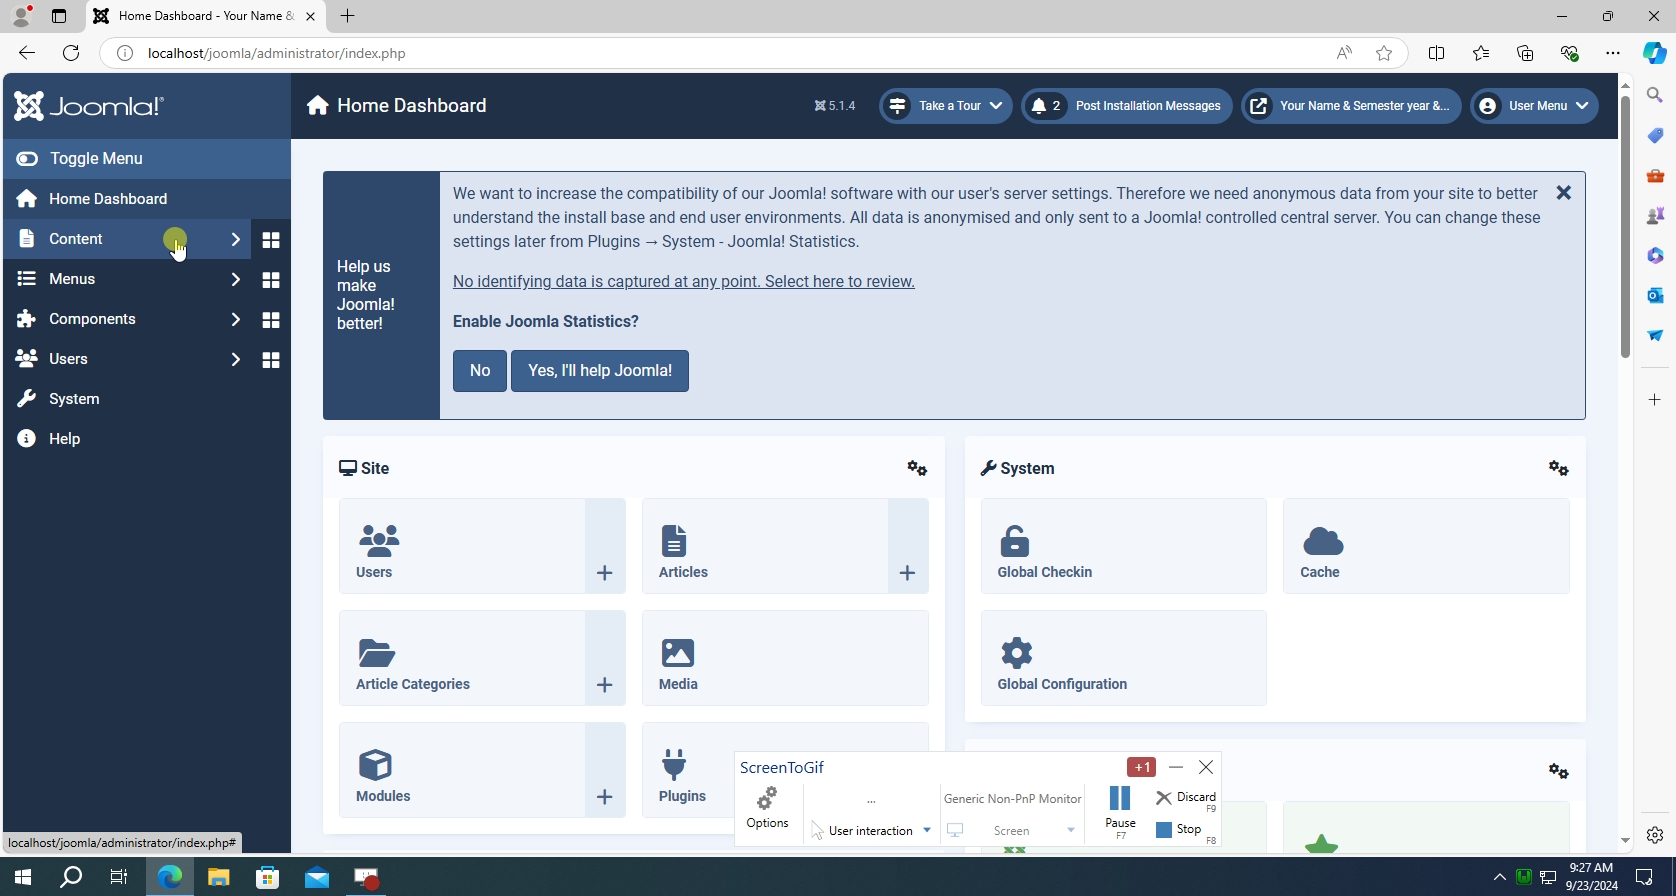 Home Dashboard - Your Name &
localhost/joomla/administrator/index.php
Joomla!
Home Dashboard
5.1.4
Take a Tour
2 Post Installation Messages
Your Name & Semester year &...
User Menu
Toggle Menu
Home Dashboard
Content
Menus
Components
Users
System
Help
Help us
make
Joomla!
better!
We want to increase the compatibility of our Joomla! software with our user's server settings. Therefore we need anonymous data from your site to better
understand the install base and end user environments. All data is anonymised and only sent to a Joomla! controlled central server. You can change these
settings later from Plugins → System - Joomla! Statistics.
No identifying data is captured at any point. Select here to review.
Enable Joomla Statistics?
No
Yes, I'll help Joomla!
Site
Users
Articles
Article Categories
Media
Modules
Plugins
System
Global Checkin
Cache
Global Configuration
ScreenToGif
+1
Options
...
User interaction
Generic Non-PnP Monitor
Screen
Pause
F7
Discard
F9
Stop
F8
localhost/joomla/administrator/index.php#
9:27 AM
9/23/2024